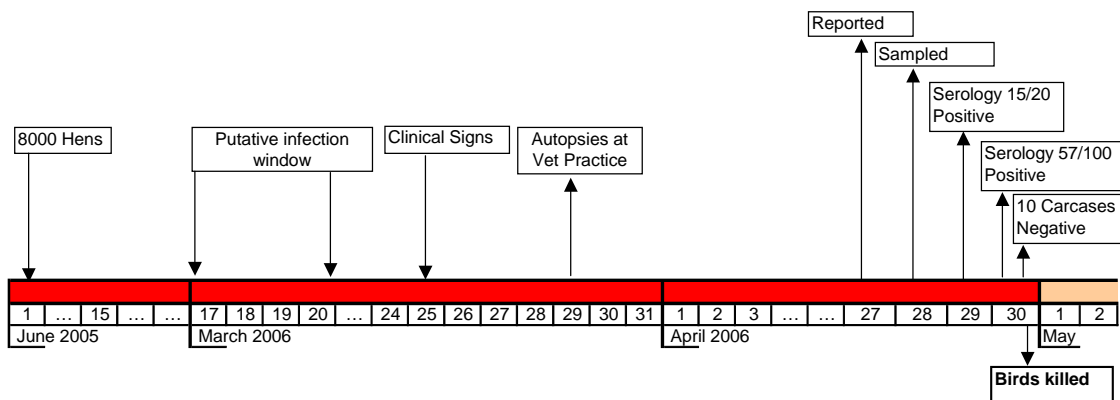 Reported
Sampled
Serology 15/20
Positive
8000 Hens
Putative infection
window
Clinical Signs
Autopsies at
Vet Practice
Serology 57/100
Positive
10 Carcases
Negative
1 … 15 … … 17 18 19 20 … 24 25 26 27 28 29 30 31 1 2 3 … … 27 28 29 30 1 2
June 2005 March 2006 April 2006 May
Birds killed